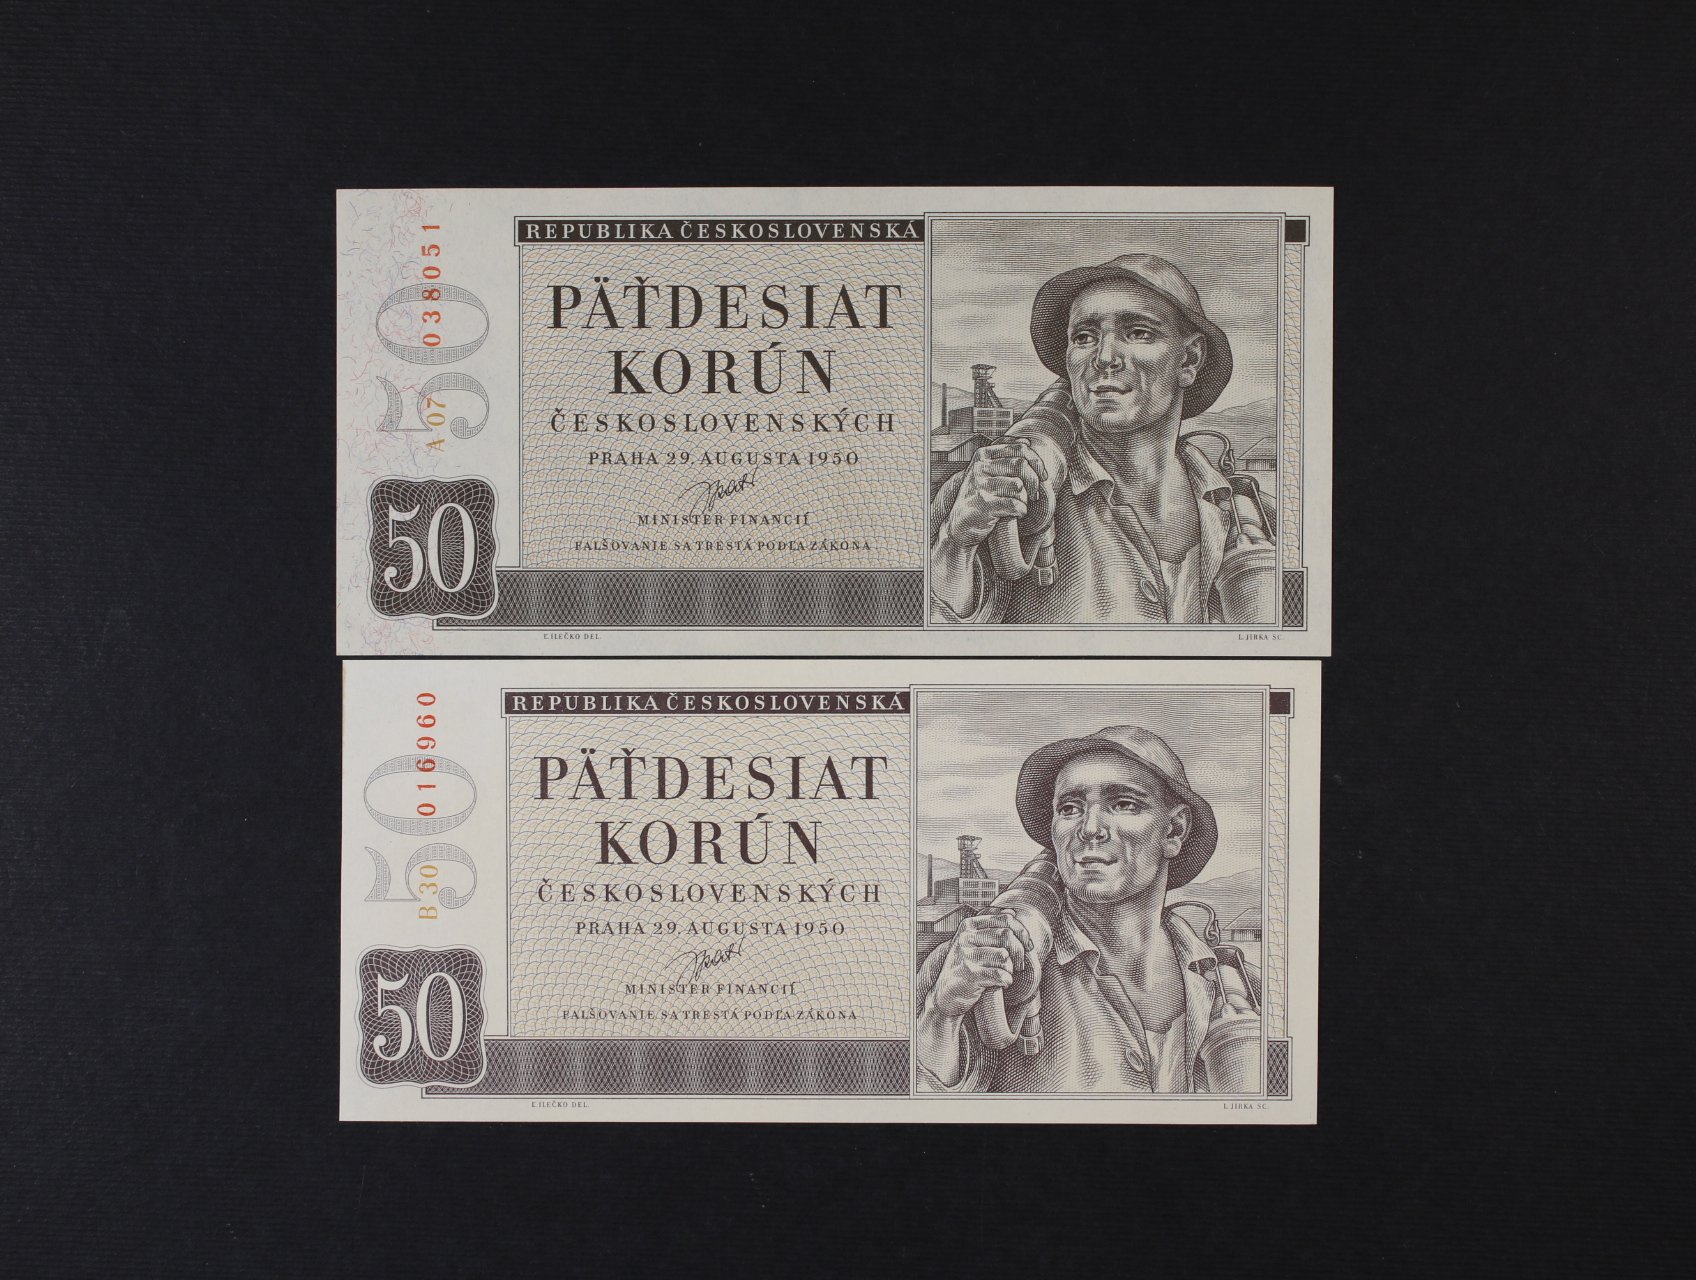 REPUBLIKA ČESKOSLOVENSKÁ
PÄŤDESIAT
KORÚN
ČESKOSLOVENSKÝCH
PRAHA 29. AUGUSTA 1950
MINISTER FINANCIÍ
FALŠOVANIE SA TRESTÁ PODĽA ZÁKONA
50
A 07 038051
50
E. ILEČKO DEL.
L. JIRKA SC.
REPUBLIKA ČESKOSLOVENSKÁ
PÄŤDESIAT
KORÚN
ČESKOSLOVENSKÝCH
PRAHA 29. AUGUSTA 1950
MINISTER FINANCIÍ
FALŠOVANIE SA TRESTÁ PODĽA ZÁKONA
50
B 30 016960
50
E. ILEČKO DEL.
L. JIRKA SC.